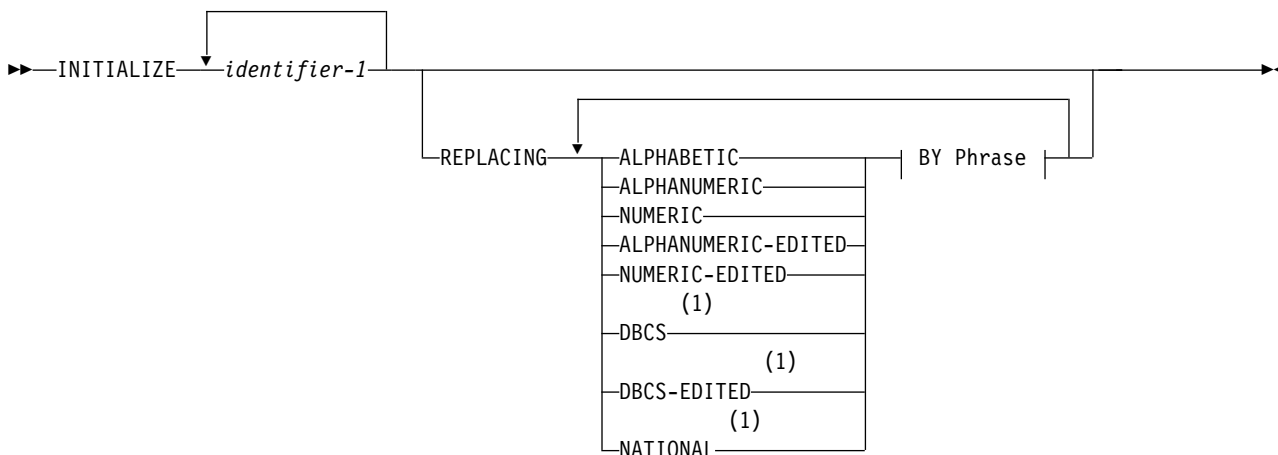 INITIALIZE identifier-1
REPLACING ALPHABETIC BY Phrase
ALPHANUMERIC
NUMERIC
ALPHANUMERIC-EDITED
NUMERIC-EDITED
(1)
DBCS
(1)
DBCS-EDITED
(1)
NATIONAL